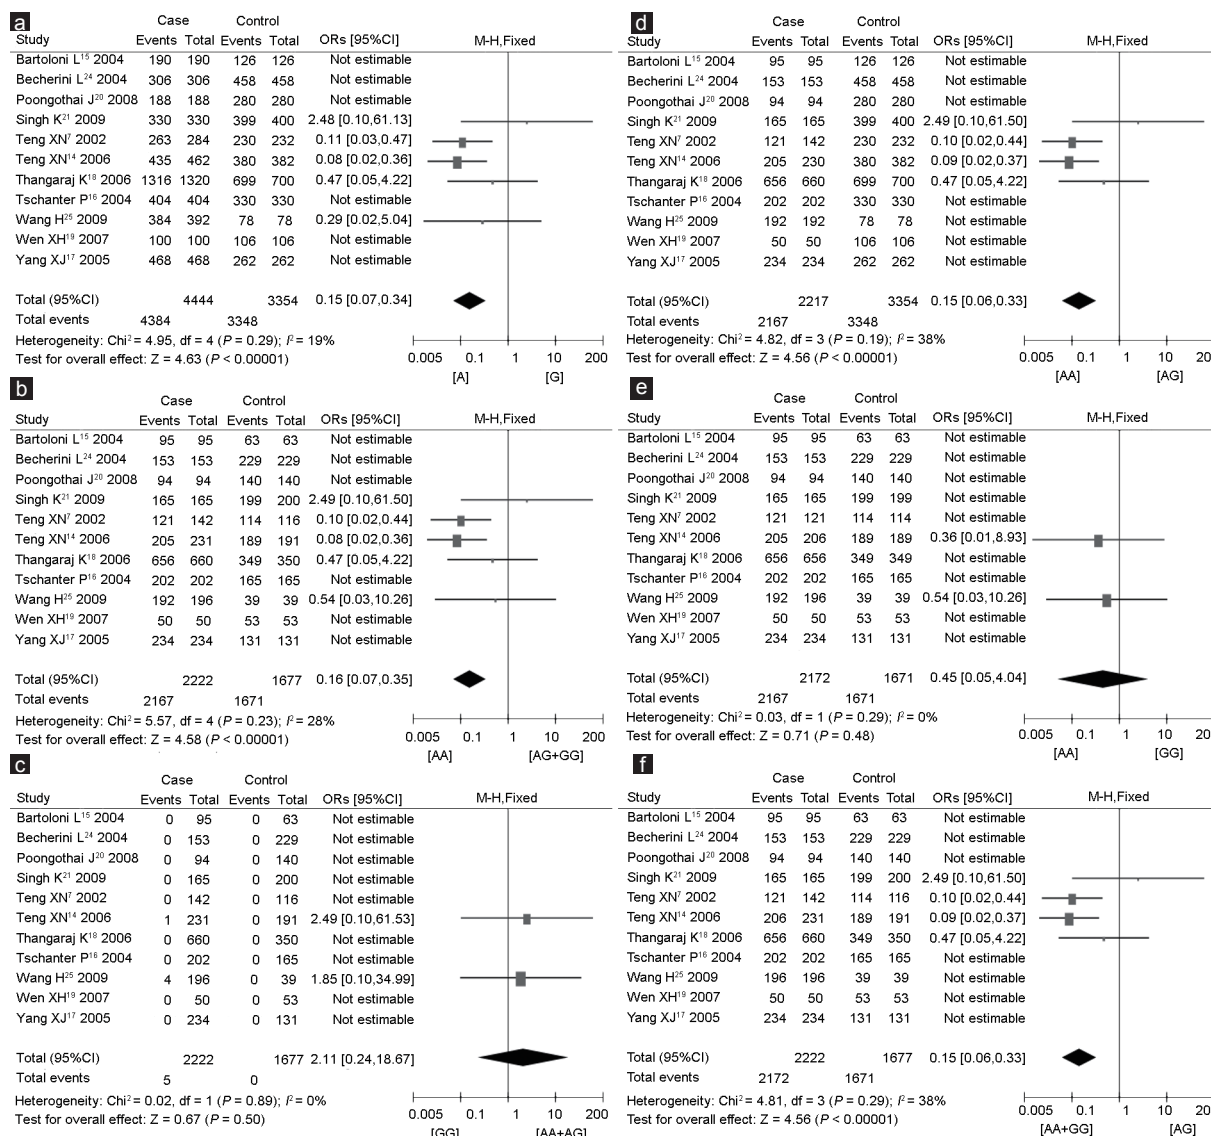 a
Case Control
Study Events Total Events Total ORs [95%CI] M-H,Fixed
Bartoloni L15 2004 190 190 126 126 Not estimable
Becherini L24 2004 306 306 458 458 Not estimable
Poongothai J20 2008 188 188 280 280 Not estimable
Singh K21 2009 330 330 399 400 2.48 [0.10,61.13]
Teng XN7 2002 263 284 230 232 0.11 [0.03,0.47]
Teng XN14 2006 435 462 380 382 0.08 [0.02,0.36]
Thangaraj K18 2006 1316 1320 699 700 0.47 [0.05,4.22]
Tschanter P16 2004 404 404 330 330 Not estimable
Wang H25 2009 384 392 78 78 0.29 [0.02,5.04]
Wen XH19 2007 100 100 106 106 Not estimable
Yang XJ17 2005 468 468 262 262 Not estimable
Total (95%CI) 4444 3354 0.15 [0.07,0.34]
Total events 4384 3348
Heterogeneity: Chi2 = 4.95, df = 4 (P = 0.29); I2 = 19%
Test for overall effect: Z = 4.63 (P < 0.00001)
0.005 0.1 1 10 200
[A] [G]
b
Case Control
Study Events Total Events Total ORs [95%CI] M-H,Fixed
Bartoloni L15 2004 95 95 63 63 Not estimable
Becherini L24 2004 153 153 229 229 Not estimable
Poongothai J20 2008 94 94 140 140 Not estimable
Singh K21 2009 165 165 199 200 2.49 [0.10,61.50]
Teng XN7 2002 121 142 114 116 0.10 [0.02,0.44]
Teng XN14 2006 205 231 189 191 0.08 [0.02,0.36]
Thangaraj K18 2006 656 660 349 350 0.47 [0.05,4.22]
Tschanter P16 2004 202 202 165 165 Not estimable
Wang H25 2009 192 196 39 39 0.54 [0.03,10.26]
Wen XH19 2007 50 50 53 53 Not estimable
Yang XJ17 2005 234 234 131 131 Not estimable
Total (95%CI) 2222 1677 0.16 [0.07,0.35]
Total events 2167 1671
Heterogeneity: Chi2 = 5.57, df = 4 (P = 0.23); I2 = 28%
Test for overall effect: Z = 4.58 (P < 0.00001)
0.005 0.1 1 10 200
[AA] [AG+GG]
c
Case Control
Study Events Total Events Total ORs [95%CI] M-H,Fixed
Bartoloni L15 2004 0 95 0 63 Not estimable
Becherini L24 2004 0 153 0 229 Not estimable
Poongothai J20 2008 0 94 0 140 Not estimable
Singh K21 2009 0 165 0 200 Not estimable
Teng XN7 2002 0 142 0 116 Not estimable
Teng XN14 2006 1 231 0 191 2.49 [0.10,61.53]
Thangaraj K18 2006 0 660 0 350 Not estimable
Tschanter P16 2004 0 202 0 165 Not estimable
Wang H25 2009 4 196 0 39 1.85 [0.10,34.99]
Wen XH19 2007 0 50 0 53 Not estimable
Yang XJ17 2005 0 234 0 131 Not estimable
Total (95%CI) 2222 1677 2.11 [0.24,18.67]
Total events 5 0
Heterogeneity: Chi2 = 0.02, df = 1 (P = 0.89); I2 = 0%
Test for overall effect: Z = 0.67 (P = 0.50)
0.005 0.1 1 10 200
[GG] [AA+AG]
d
Case Control
Study Events Total Events Total ORs [95%CI] M-H,Fixed
Bartoloni L15 2004 95 95 126 126 Not estimable
Becherini L24 2004 153 153 458 458 Not estimable
Poongothai J20 2008 94 94 280 280 Not estimable
Singh K21 2009 165 165 399 400 2.49 [0.10,61.50]
Teng XN7 2002 121 142 230 232 0.10 [0.02,0.44]
Teng XN14 2006 205 230 380 382 0.09 [0.02,0.37]
Thangaraj K18 2006 656 660 699 700 0.47 [0.05,4.22]
Tschanter P16 2004 202 202 330 330 Not estimable
Wang H25 2009 192 192 78 78 Not estimable
Wen XH19 2007 50 50 106 106 Not estimable
Yang XJ17 2005 234 234 262 262 Not estimable
Total (95%CI) 2217 3354 0.15 [0.06,0.33]
Total events 2167 3348
Heterogeneity: Chi2 = 4.82, df = 3 (P = 0.19); I2 = 38%
Test for overall effect: Z = 4.56 (P < 0.00001)
0.005 0.1 1 10 20
[AA] [AG]
e
Case Control
Study Events Total Events Total ORs [95%CI] M-H,Fixed
Bartoloni L15 2004 95 95 63 63 Not estimable
Becherini L24 2004 153 153 229 229 Not estimable
Poongothai J20 2008 94 94 140 140 Not estimable
Singh K21 2009 165 165 199 199 Not estimable
Teng XN7 2002 121 121 114 114 Not estimable
Teng XN14 2006 205 206 189 189 0.36 [0.01,8.93]
Thangaraj K18 2006 656 656 349 349 Not estimable
Tschanter P16 2004 202 202 165 165 Not estimable
Wang H25 2009 192 196 39 39 0.54 [0.03,10.26]
Wen XH19 2007 50 50 53 53 Not estimable
Yang XJ17 2005 234 234 131 131 Not estimable
Total (95%CI) 2172 1671 0.45 [0.05,4.04]
Total events 2167 1671
Heterogeneity: Chi2 = 0.03, df = 1 (P = 0.29); I2 = 0%
Test for overall effect: Z = 0.71 (P = 0.48)
0.005 0.1 1 10 20
[AA] [GG]
f
Case Control
Study Events Total Events Total ORs [95%CI] M-H,Fixed
Bartoloni L15 2004 95 95 63 63 Not estimable
Becherini L24 2004 153 153 229 229 Not estimable
Poongothai J20 2008 94 94 140 140 Not estimable
Singh K21 2009 165 165 199 200 2.49 [0.10,61.50]
Teng XN7 2002 121 142 114 116 0.10 [0.02,0.44]
Teng XN14 2006 206 231 189 191 0.09 [0.02,0.37]
Thangaraj K18 2006 656 660 349 350 0.47 [0.05,4.22]
Tschanter P16 2004 202 202 165 165 Not estimable
Wang H25 2009 196 196 39 39 Not estimable
Wen XH19 2007 50 50 53 53 Not estimable
Yang XJ17 2005 234 234 131 131 Not estimable
Total (95%CI) 2222 1677 0.15 [0.06,0.33]
Total events 2172 1671
Heterogeneity: Chi2 = 4.81, df = 3 (P = 0.29); I2 = 38%
Test for overall effect: Z = 4.56 (P < 0.00001)
0.005 0.1 1 10 20
[AA+GG] [AG]